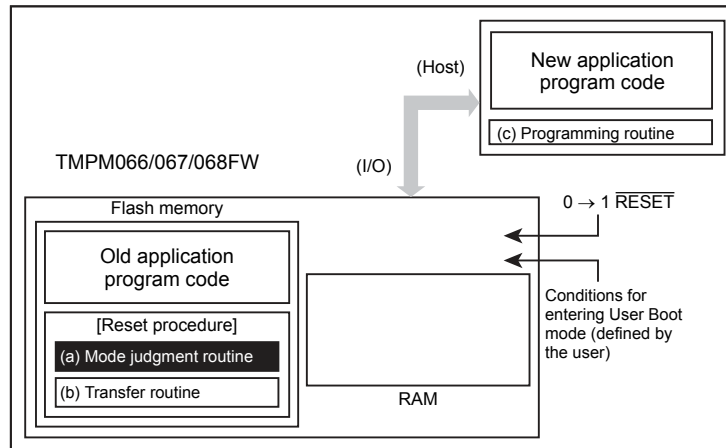 New application
program code
(Host)
(c) Programming routine
TMPM066/067/068FW
(I/O)
Flash memory
0 → 1 RESET
Old application
program code
Conditions for
entering User Boot
mode (defined by
the user)
[Reset procedure]
(a) Mode judgment routine
(b) Transfer routine
RAM